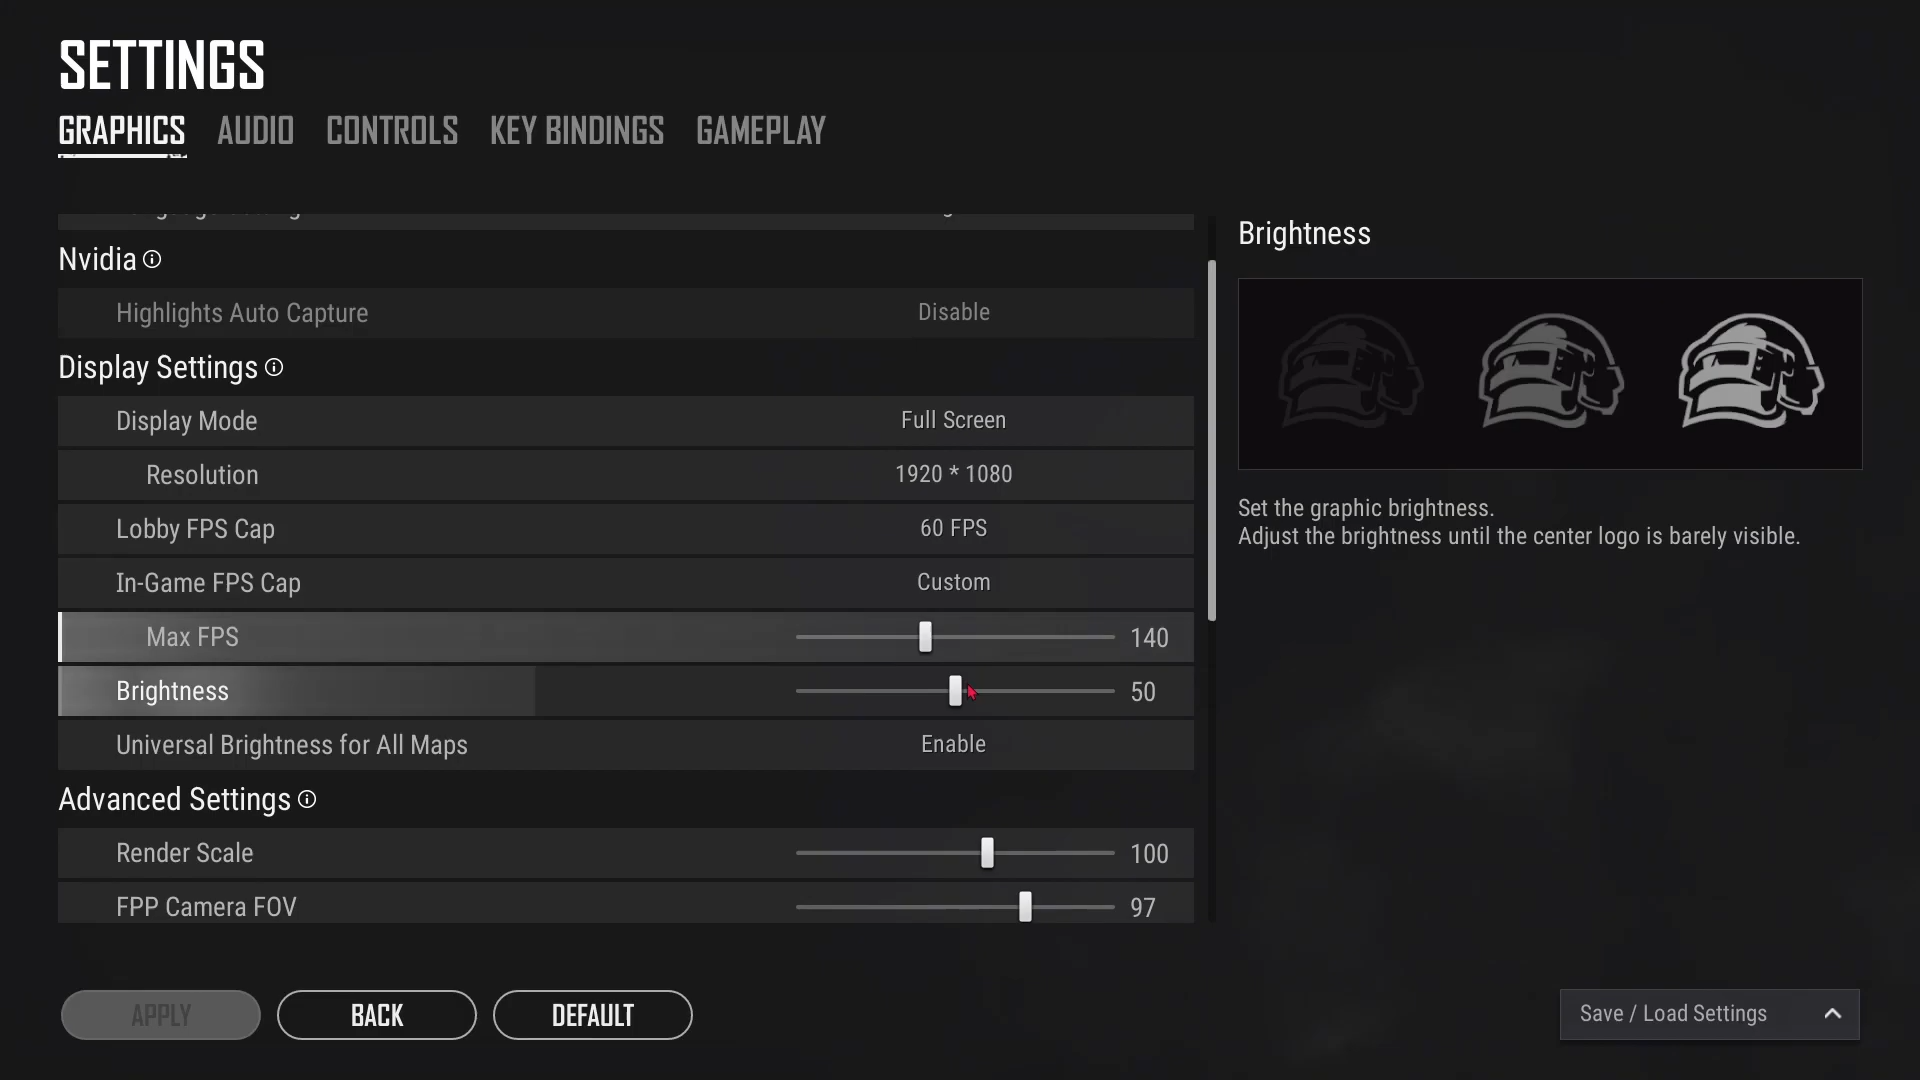 SETTINGS
GRAPHICS AUDIO CONTROLS KEY BINDINGS GAMEPLAY
Nvidia
Highlights Auto Capture Disable
Display Settings
Display Mode Full Screen
Resolution 1920 * 1080
Lobby FPS Cap 60 FPS
In-Game FPS Cap Custom
Max FPS 140
Brightness 50
Universal Brightness for All Maps Enable
Advanced Settings
Render Scale 100
FPP Camera FOV 97
Brightness
Set the graphic brightness.
Adjust the brightness until the center logo is barely visible.
APPLY BACK DEFAULT
Save / Load Settings